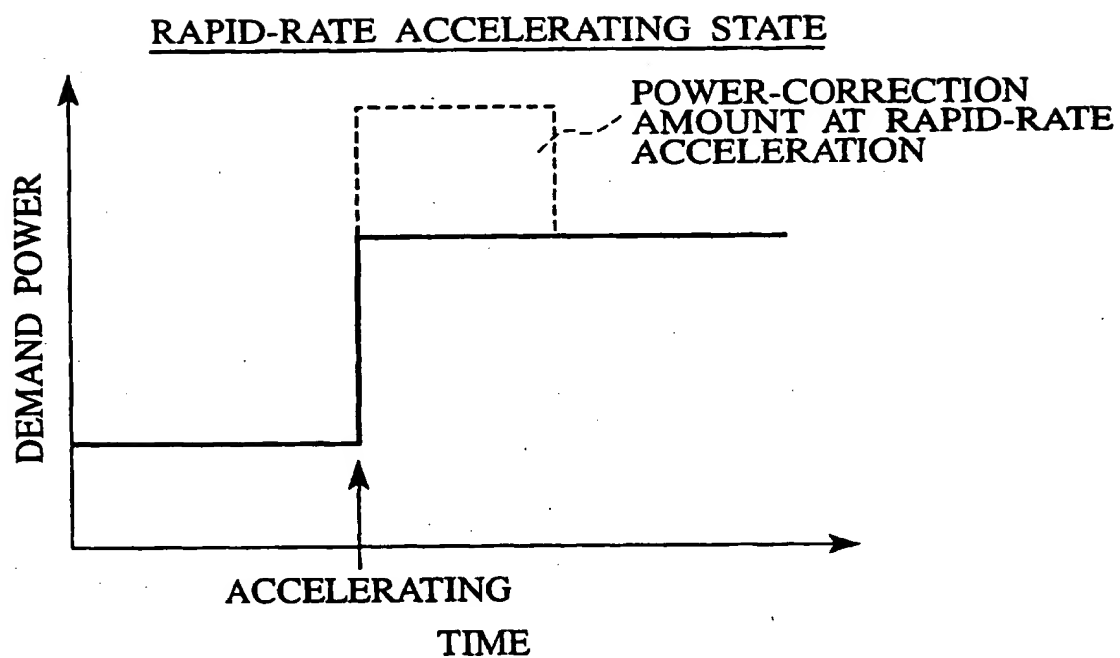 RAPID-RATE ACCELERATING STATE
POWER-CORRECTION
AMOUNT AT RAPID-RATE
ACCELERATION
DEMAND POWER
ACCELERATING
TIME